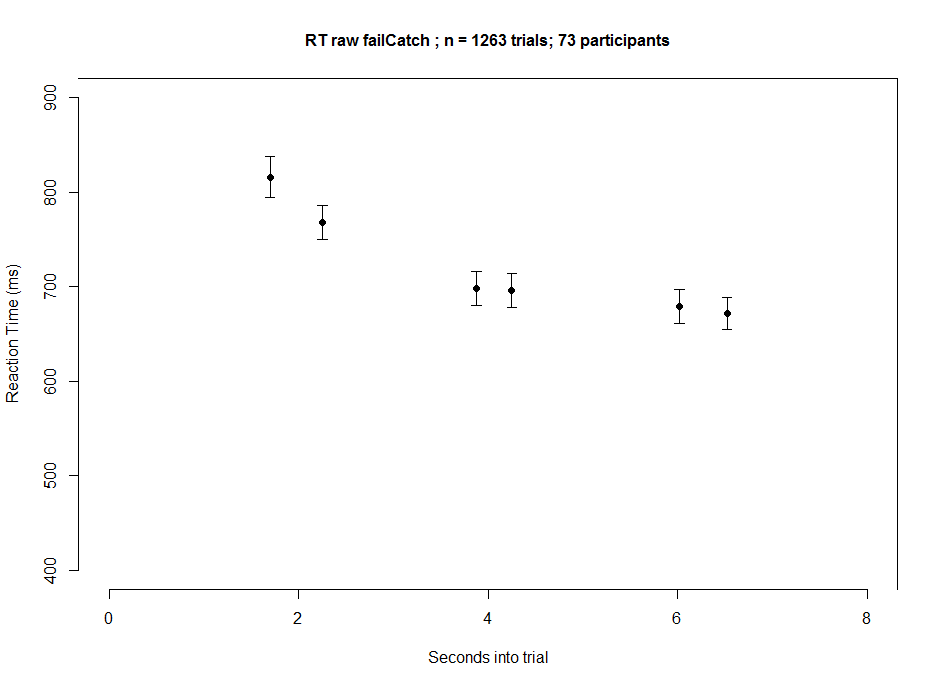 RT raw failCatch ; n = 1263 trials; 73 participants
Reaction Time (ms)
900
800
700
600
500
400
0 2 4 6 8
Seconds into trial